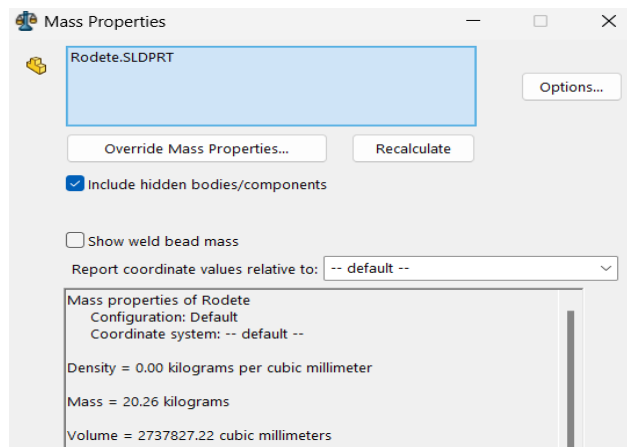 Mass Properties
Rodete.SLDPRT
Options...
Override Mass Properties...
Recalculate
Include hidden bodies/components
Show weld bead mass
Report coordinate values relative to: -- default --
Mass properties of Rodete
Configuration: Default
Coordinate system: -- default --
Density = 0.00 kilograms per cubic millimeter
Mass = 20.26 kilograms
Volume = 2737827.22 cubic millimeters